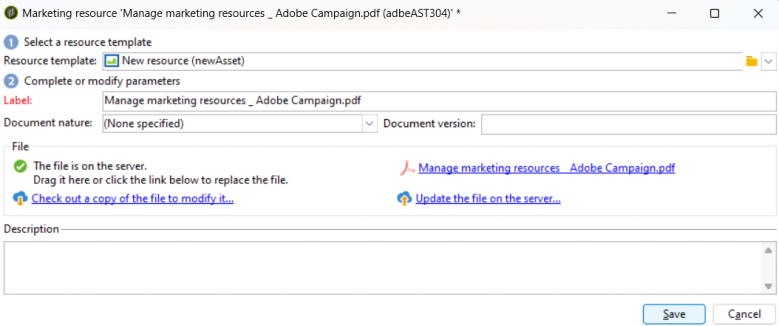 Marketing resource 'Manage marketing resources _ Adobe Campaign.pdf (adbeAST304)' *
1 Select a resource template
Resource template: New resource (newAsset)
2 Complete or modify parameters
Label: Manage marketing resources _ Adobe Campaign.pdf
Document nature: (None specified) Document version:
File
The file is on the server.
Drag it here or click the link below to replace the file.
Manage marketing resources _ Adobe Campaign.pdf
Check out a copy of the file to modify it... Update the file on the server...
Description
Save Cancel